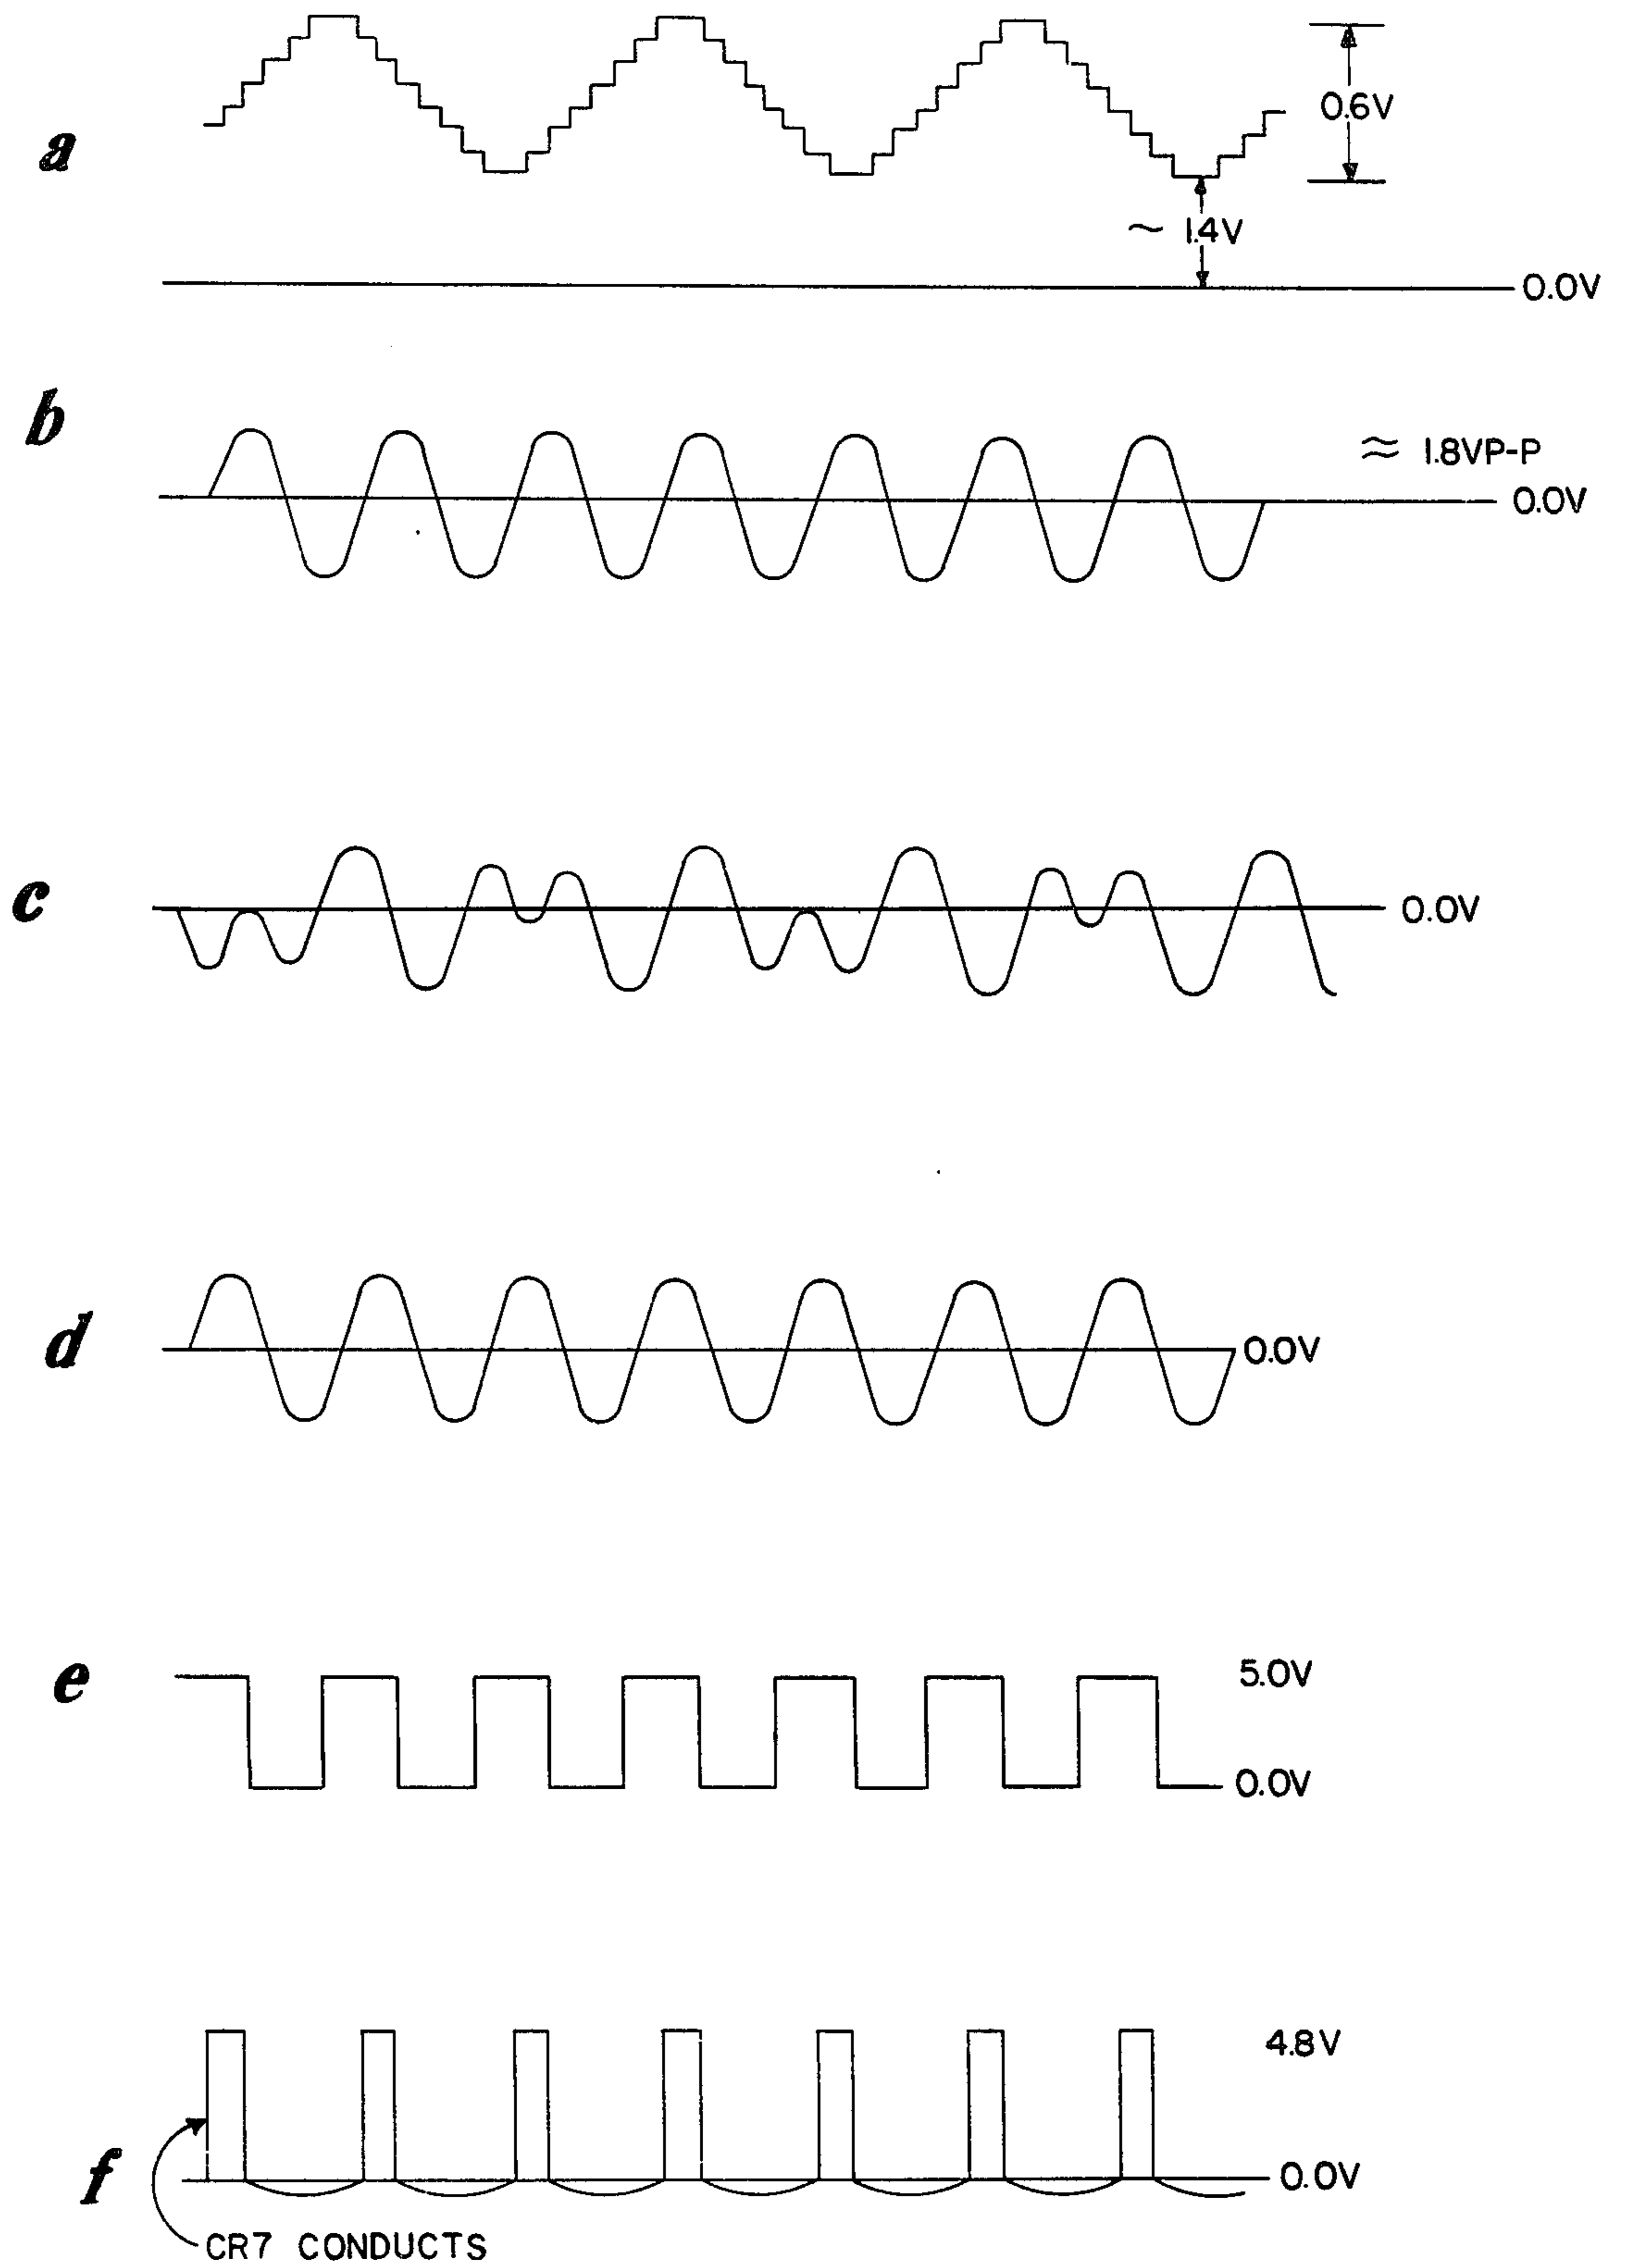 a
0.6V
~ 1.4V
0.0V
b
≈ 1.8VP-P
0.0V
c
0.0V
d
0.0V
e
5.0V
0.0V
4.8V
f
0.0V
CR7 CONDUCTS